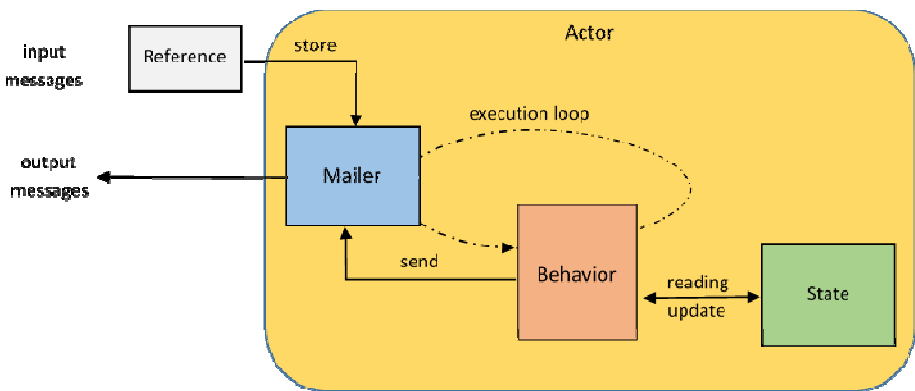 Actor
input
messages
Reference
store
execution loop
output
messages
Mailer
send
Behavior
reading
update
State